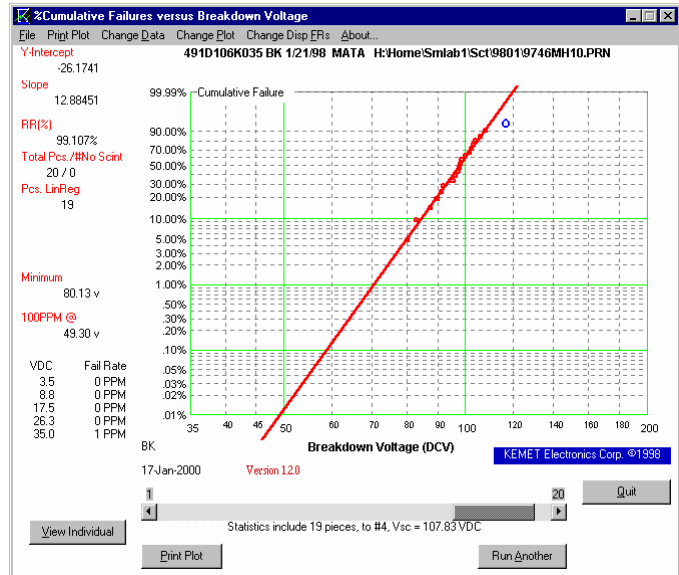 %Cumulative Failures versus Breakdown Voltage
File Print Plot Change Data Change Plot Change Disp FRs About...
491D106K035 BK 1/21/98 MATA H:\Home\Smlab1\Sct\9801\9746MH10.PRN
Y-Intercept
-26.1741
Slope
12.88451
RR(%)
99.107%
Total Pcs./#No Scint
20 / 0
Pcs. LinReg
19
Minimum
80.13 v
100PPM @
49.30 v
VDC Fail Rate
3.5 0 PPM
8.8 0 PPM
17.5 0 PPM
26.3 0 PPM
35.0 1 PPM
Cumulative Failure
99.99%
90.00%
70.00%
50.00%
30.00%
20.00%
10.00%
5.00%
3.00%
2.00%
1.00%
.50%
.30%
.20%
.10%
.05%
.03%
.02%
.01%
35 40 45 50 60 70 80 90 100 120 140 160 180 200
BK
Breakdown Voltage (DCV)
KEMET Electronics Corp. ©1998
17-Jan-2000
Version 1.2.0
1 20
Statistics include 19 pieces, to #4, Vsc = 107.83 VDC
Quit
View Individual
Print Plot
Run Another